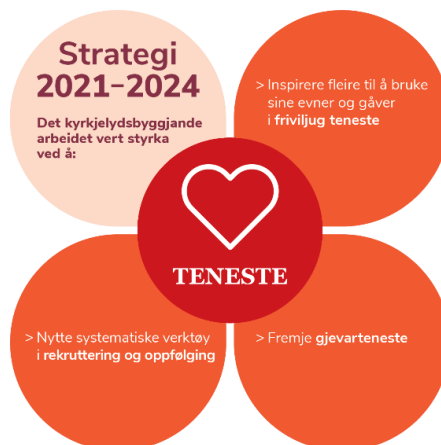 Strategi
2021–2024
Det kyrkjelydsbyggjande
arbeidet vert styrka
ved å:
> Inspirere fleire til å bruke
sine evner og gåver
i friviljug teneste
TENESTE
> Nytte systematiske verktøy
i rekruttering og oppfølging
> Fremje gjevarteneste